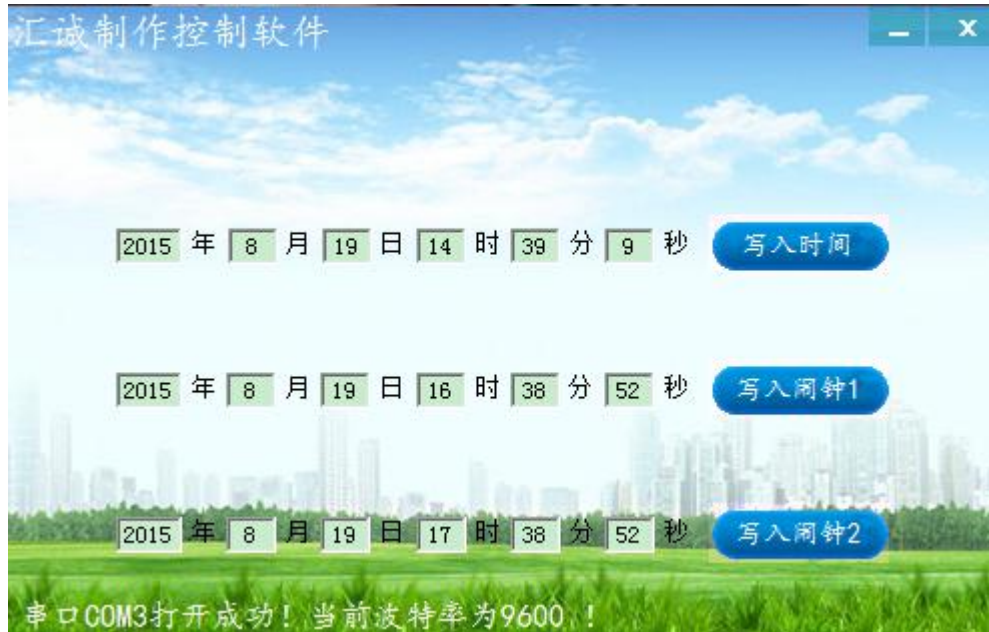 汇诚制作控制软件
2015 年 8 月 19 日 14 时 39 分 9 秒 写入时间
2015 年 8 月 19 日 16 时 38 分 52 秒 写入闹钟1
2015 年 8 月 19 日 17 时 38 分 52 秒 写入闹钟2
串口COM3打开成功！当前波特率为9600 ！